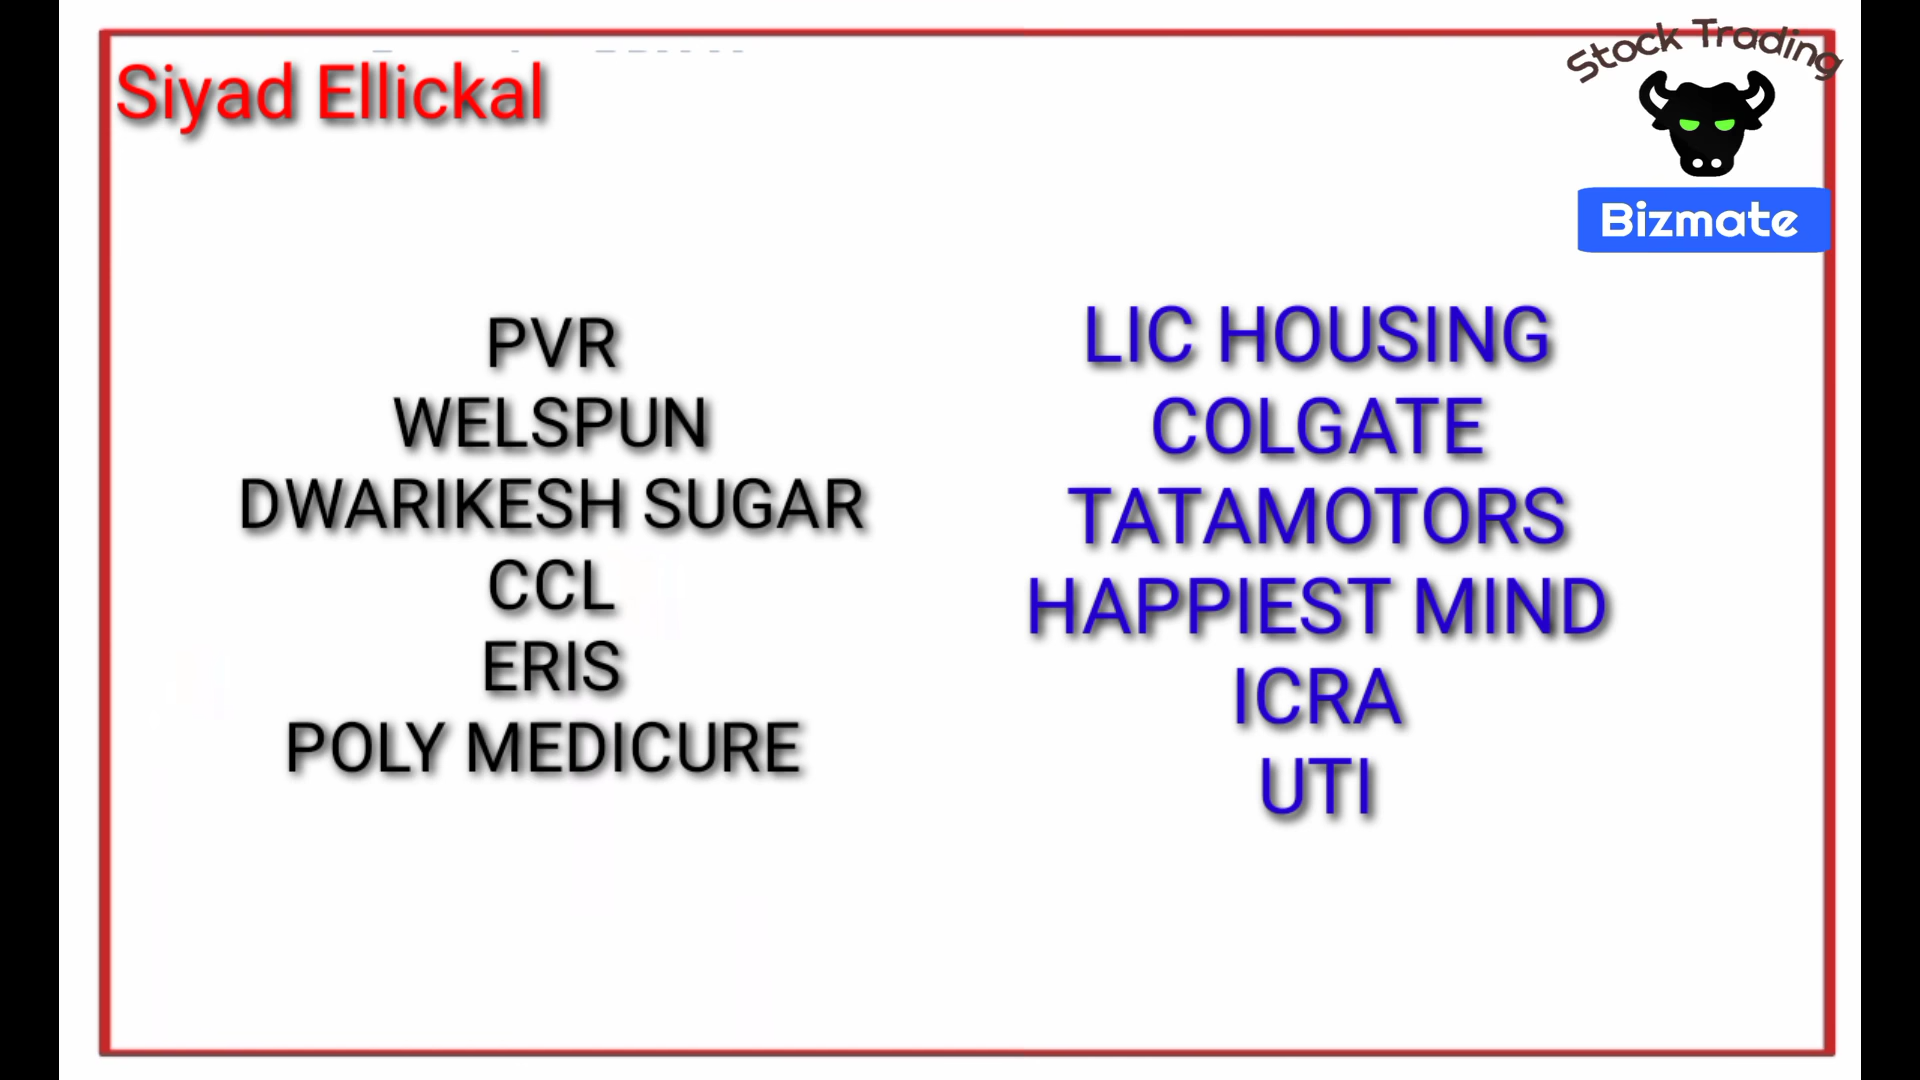 Siyad Ellickal
Stock Trading
Bizmate
PVR
WELSPUN
DWARIKESH SUGAR
CCL
ERIS
POLY MEDICURE
LIC HOUSING
COLGATE
TATAMOTORS
HAPPIEST MIND
ICRA
UTI